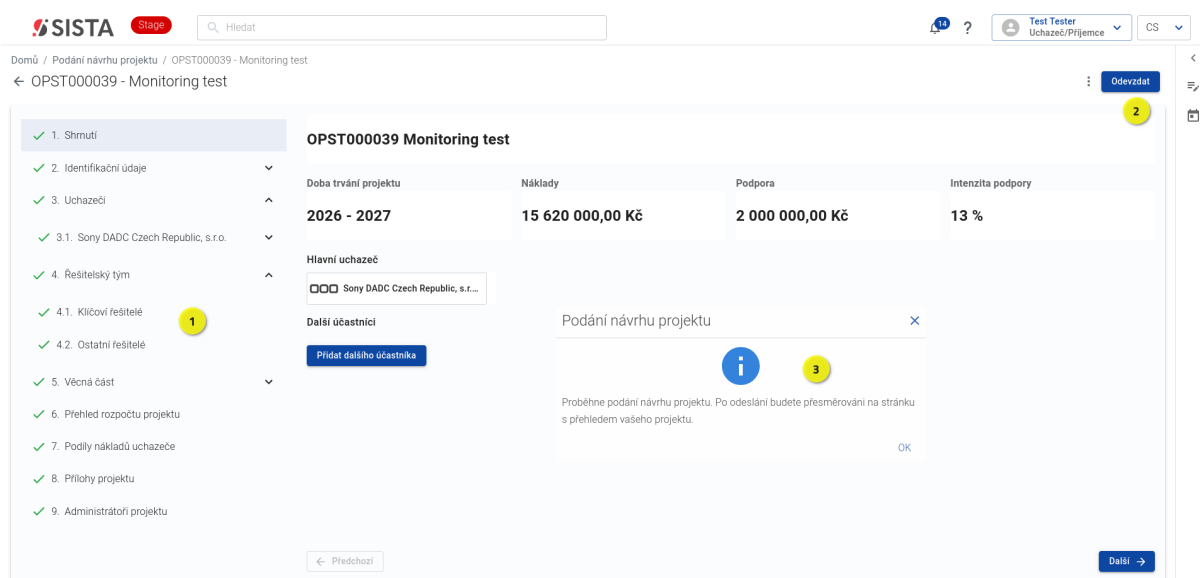 SISTA
Stage
Hledat
14
?
Test Tester
Uchazeč/Příjemce
CS
Domů / Podání návrhu projektu / OPST000039 - Monitoring test
← OPST000039 - Monitoring test
Odevzdat
2
1. Shrnutí
2. Identifikační údaje
3. Uchazeči
3.1. Sony DADC Czech Republic, s.r.o.
4. Řešitelský tým
4.1. Klíčoví řešitelé
1
4.2. Ostatní řešitelé
5. Věcná část
6. Přehled rozpočtu projektu
7. Podíly nákladů uchazeče
8. Přílohy projektu
9. Administrátoři projektu
OPST000039 Monitoring test
Doba trvání projektu
2026 - 2027
Náklady
15 620 000,00 Kč
Podpora
2 000 000,00 Kč
Intenzita podpory
13 %
Hlavní uchazeč
Sony DADC Czech Republic, s.r....
Další účastníci
Přidat dalšího účastníka
Podání návrhu projektu
i
3
Proběhne podání návrhu projektu. Po odeslání budete přesměrováni na stránku
s přehledem vašeho projektu.
OK
← Předchozí
Další →